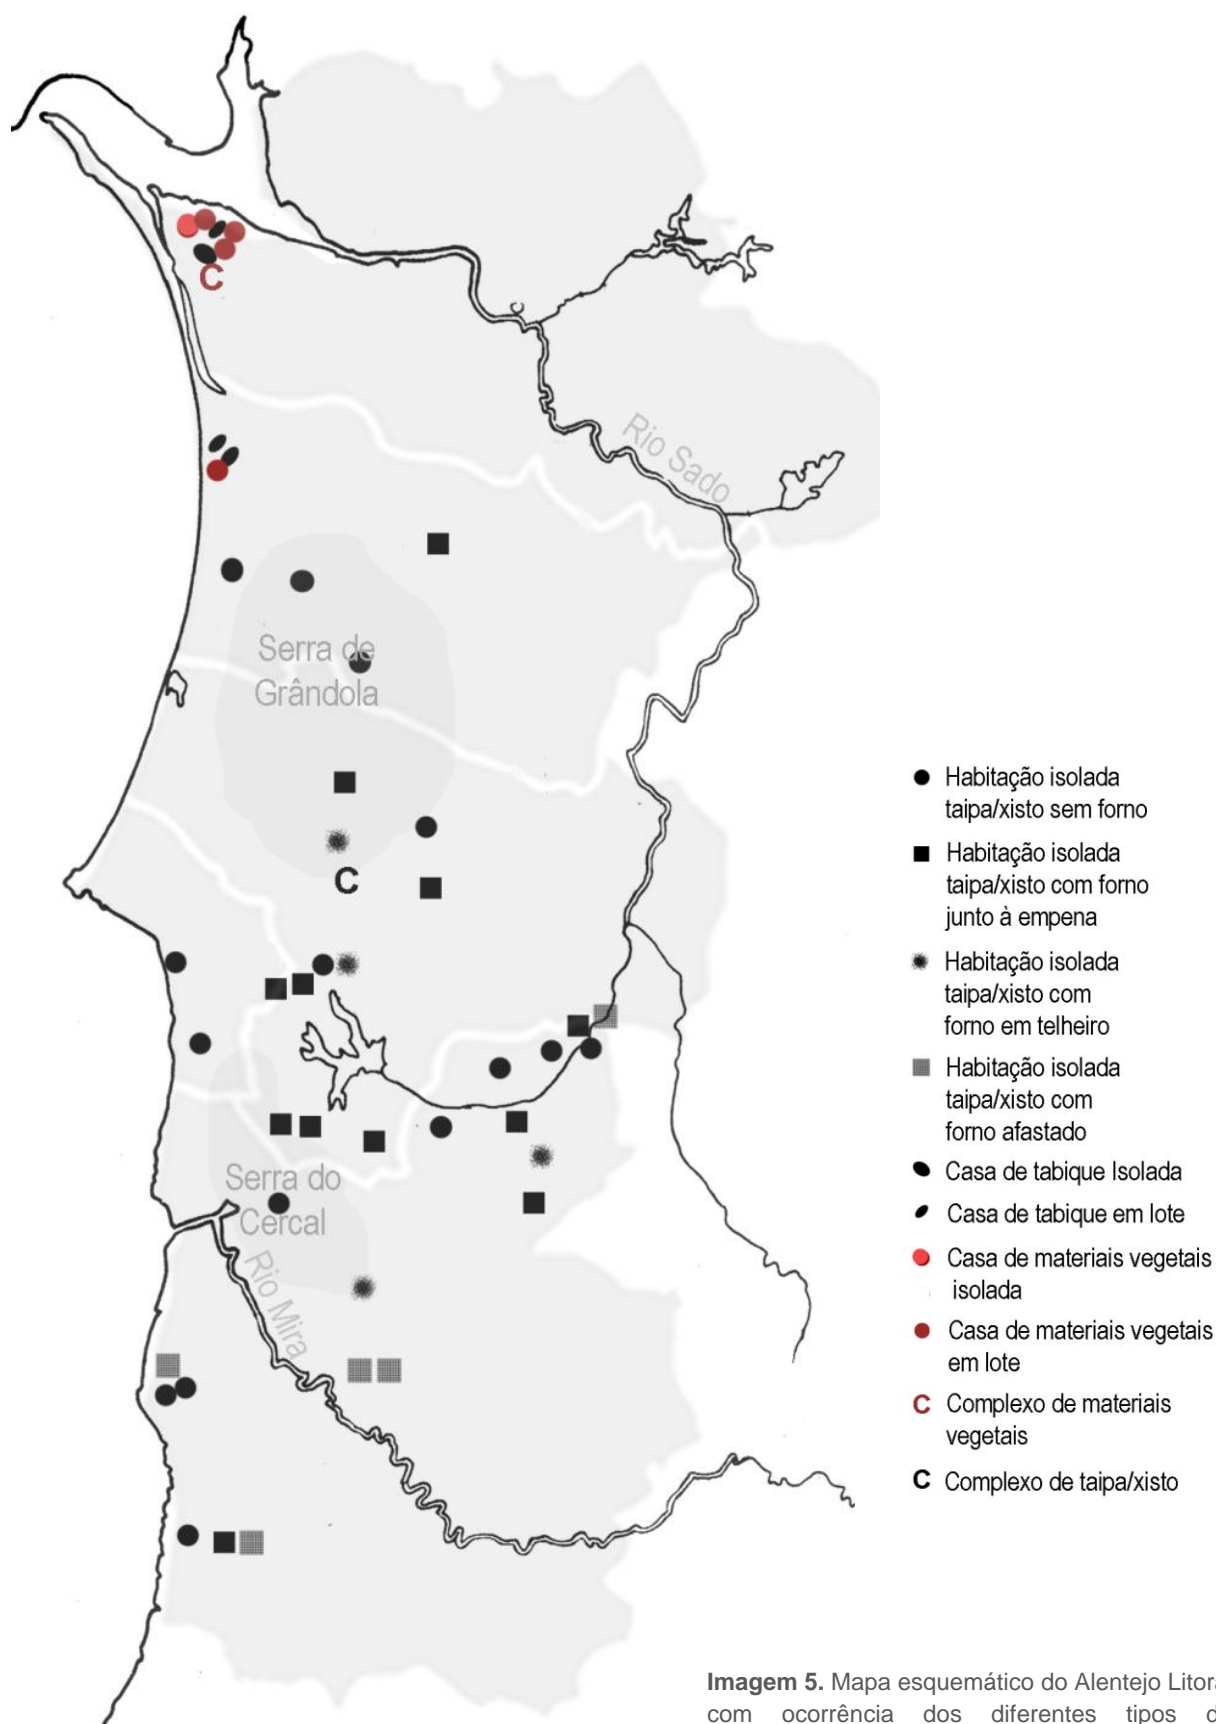 Rio Sado
Serra de
Grândola
Serra do
Cercal
Rio Mira
C
C
Habitação isolada
taipa/xisto sem forno
Habitação isolada
taipa/xisto com forno
junto à empena
Habitação isolada
taipa/xisto com
forno em telheiro
Habitação isolada
taipa/xisto com
forno afastado
Casa de tabique Isolada
Casa de tabique em lote
Casa de materiais vegetais
isolada
Casa de materiais vegetais
em lote
C Complexo de materiais
vegetais
C Complexo de taipa/xisto
Imagem 5. Mapa esquemático do Alentejo Litora
com ocorrência dos diferentes tipos d